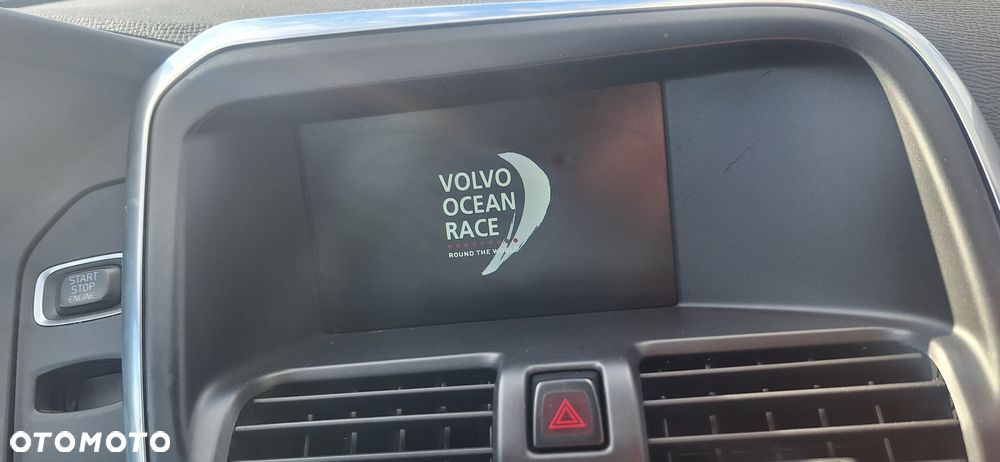 VOLVO
OCEAN
RACE
ROUND THE WORLD
START
STOP
ENGINE
OTOMOTO